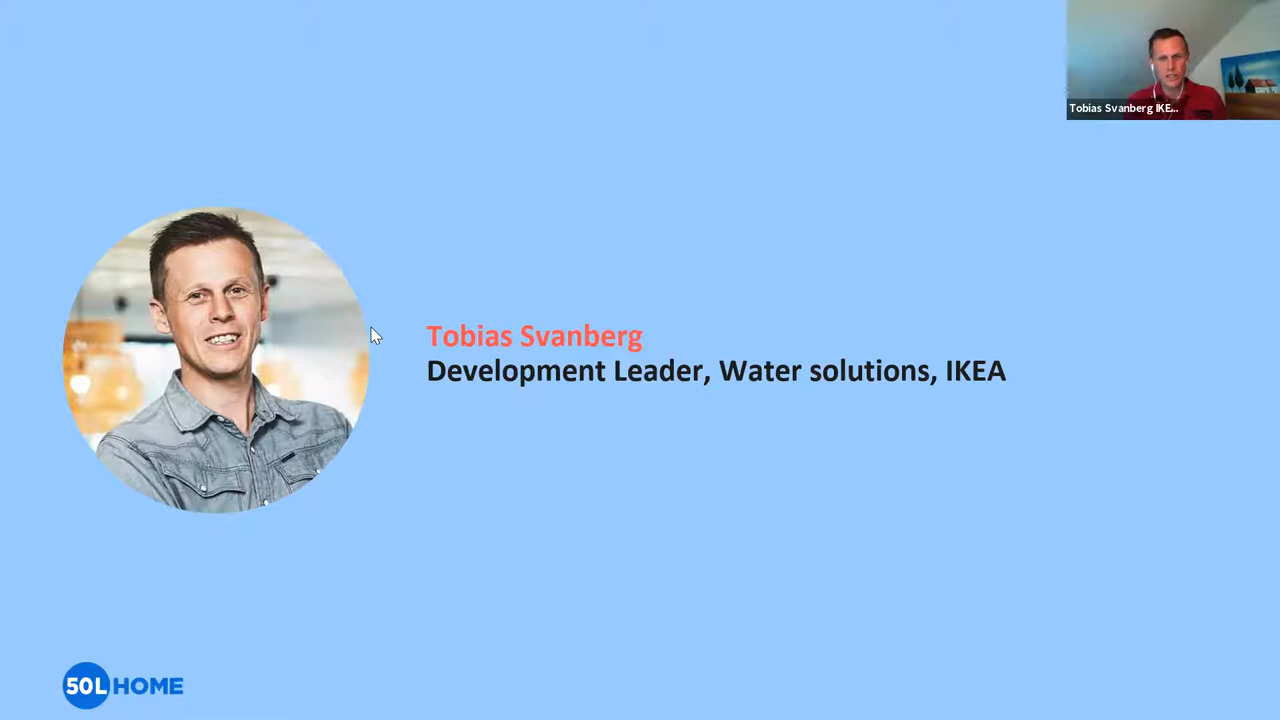 Tobias Svanberg IKE...
Tobias Svanberg
Development Leader, Water solutions, IKEA
50L HOME